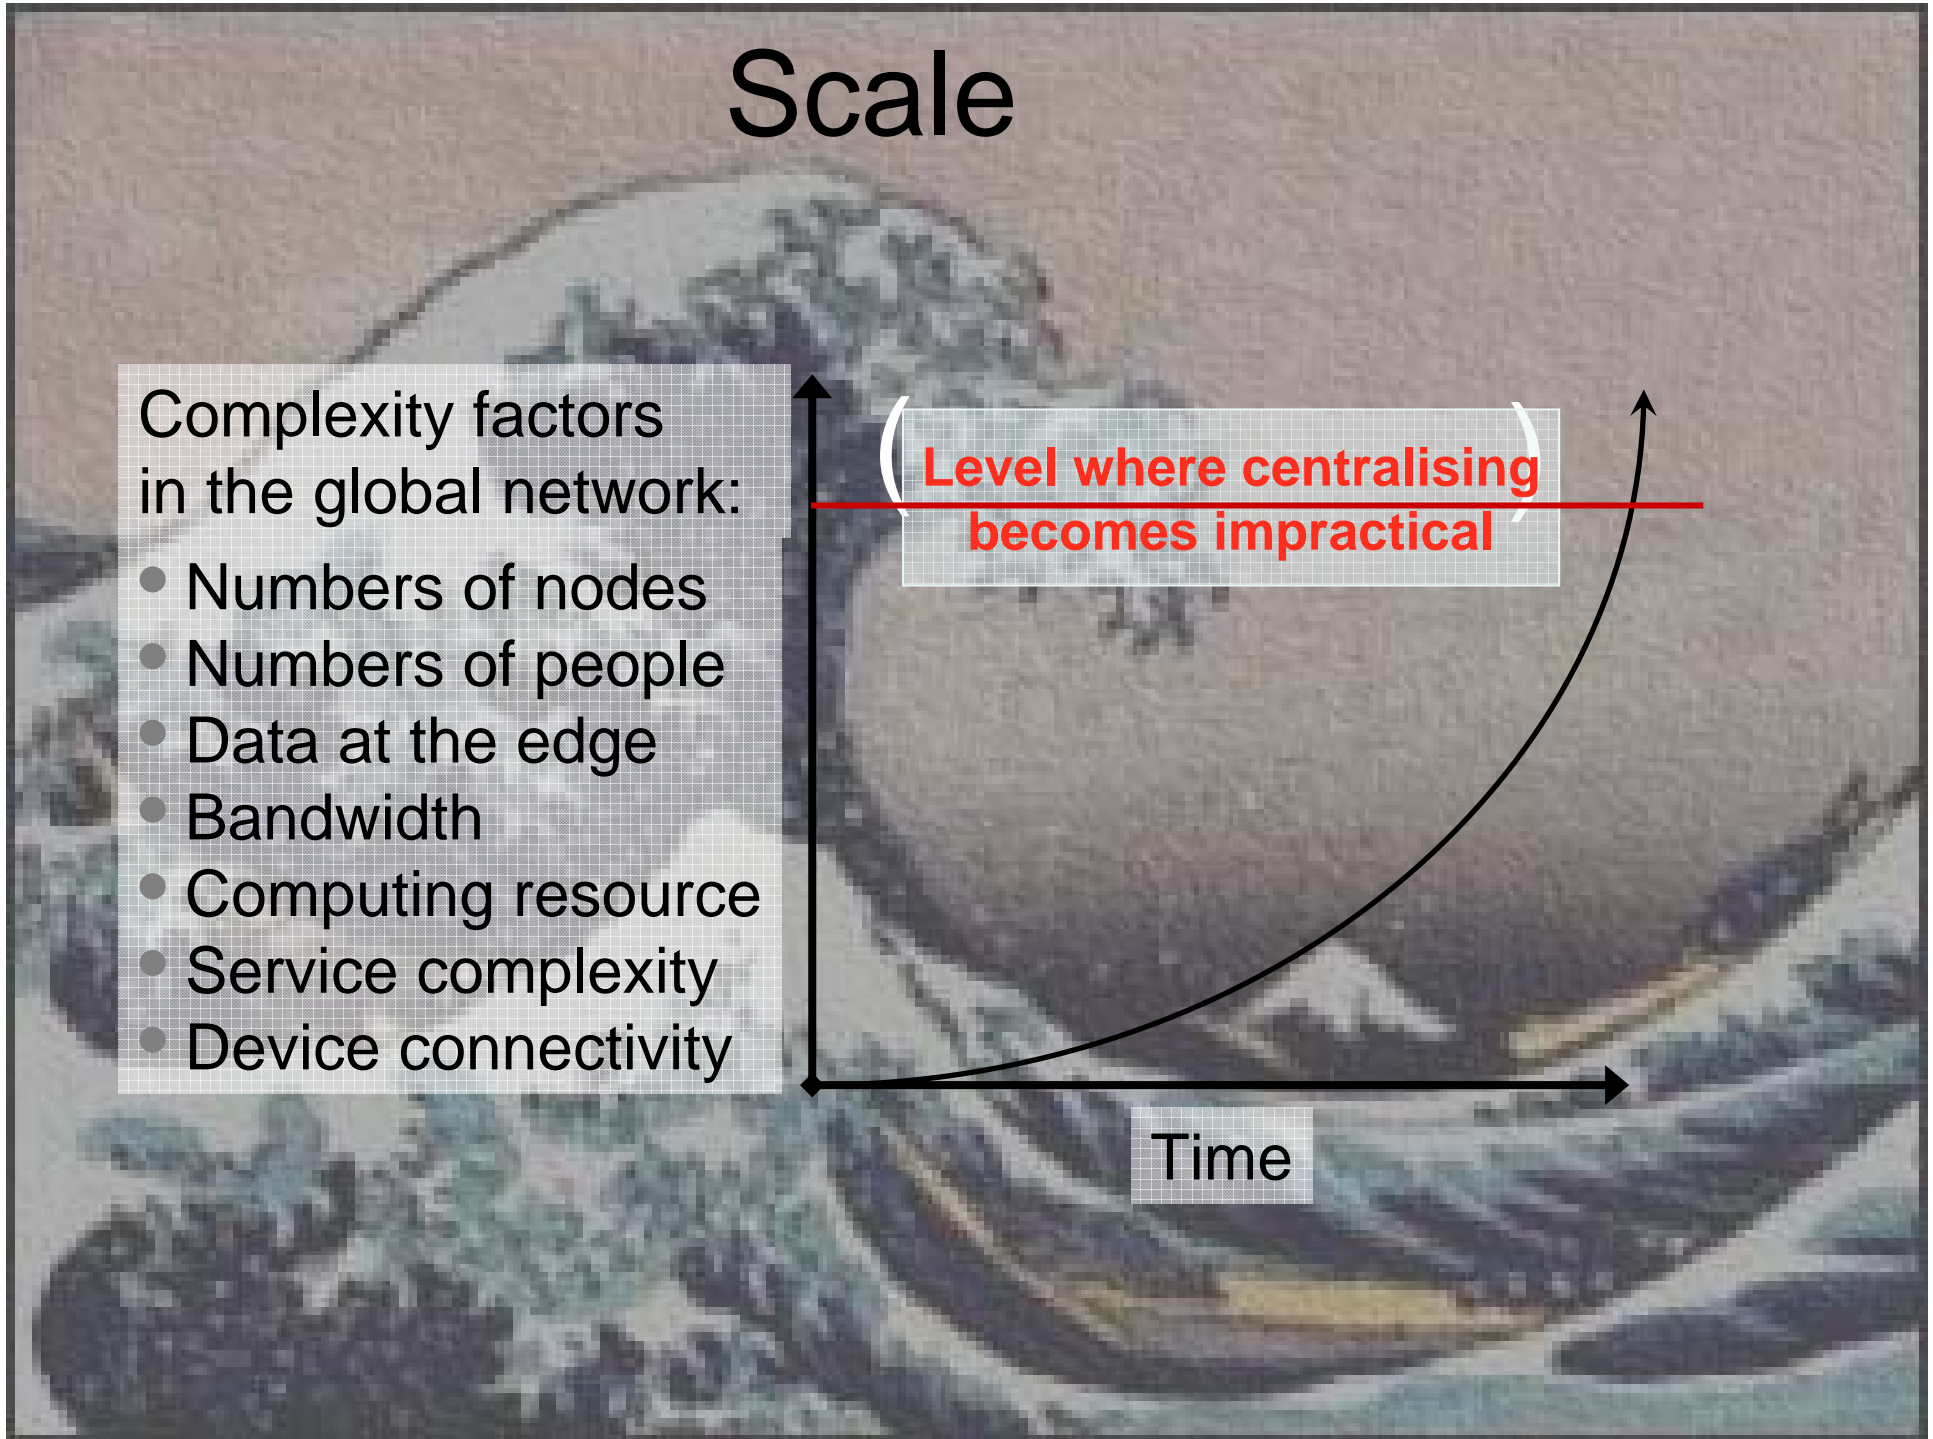 Scale
Complexity factors
in the global network:
• Numbers of nodes
• Numbers of people
• Data at the edge
• Bandwidth
• Computing resource
• Service complexity
• Device connectivity
( Level where centralising )
becomes impractical
Time